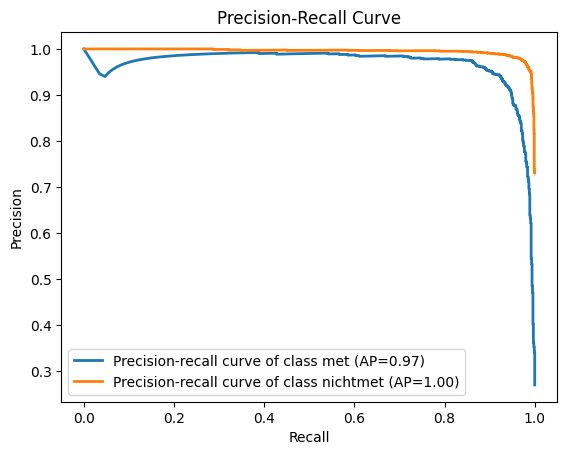 Precision-Recall Curve
1.0
0.9
0.8
0.7
0.6
0.5
0.4
0.3
Precision
Precision-recall curve of class met (AP=0.97)
Precision-recall curve of class nichtmet (AP=1.00)
0.0 0.2 0.4 0.6 0.8 1.0
Recall